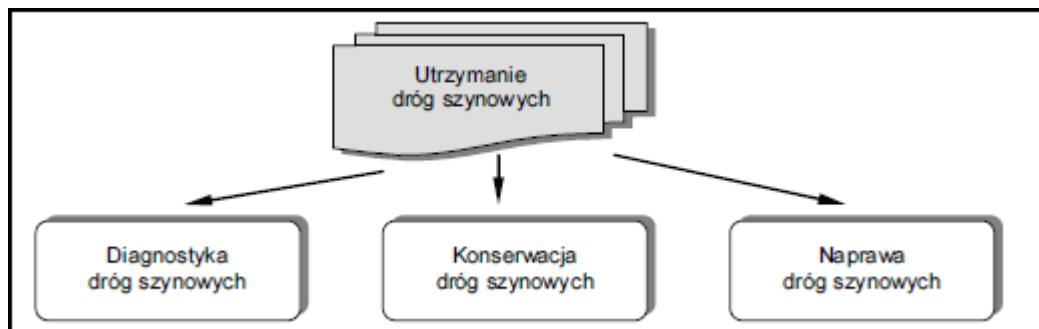 Utrzymanie
dróg szynowych
Diagnostyka
dróg szynowych
Konserwacja
dróg szynowych
Naprawa
dróg szynowych